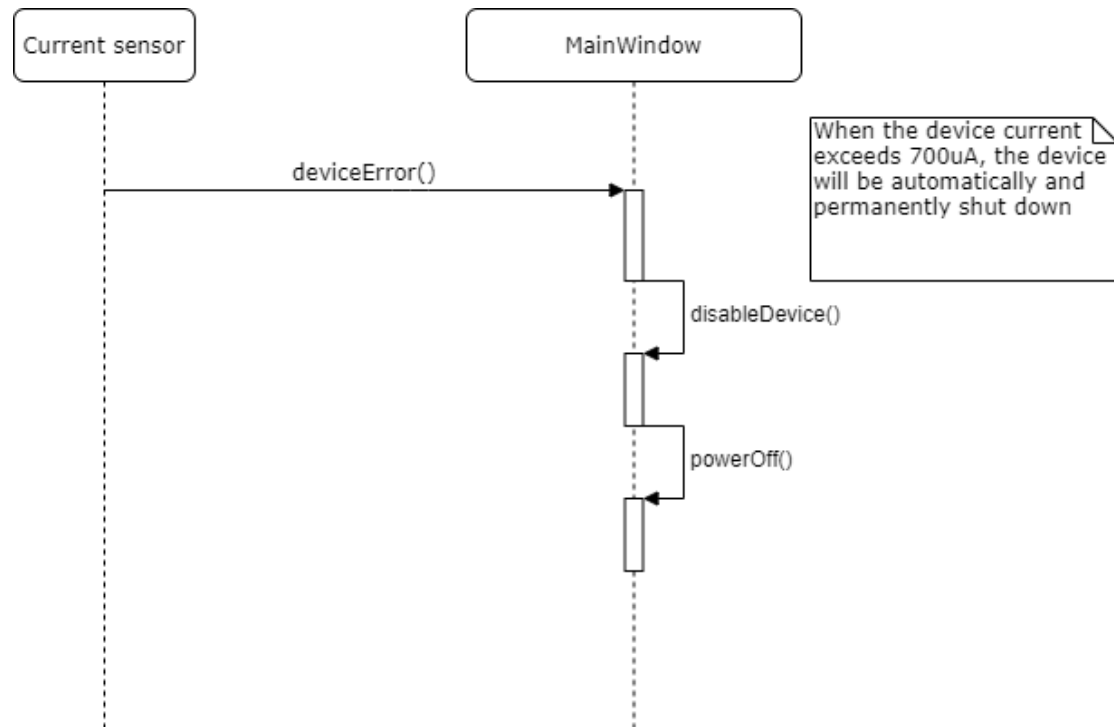 Current sensor
MainWindow
When the device current
exceeds 700uA, the device
will be automatically and
permanently shut down
deviceError()
disableDevice()
powerOff()